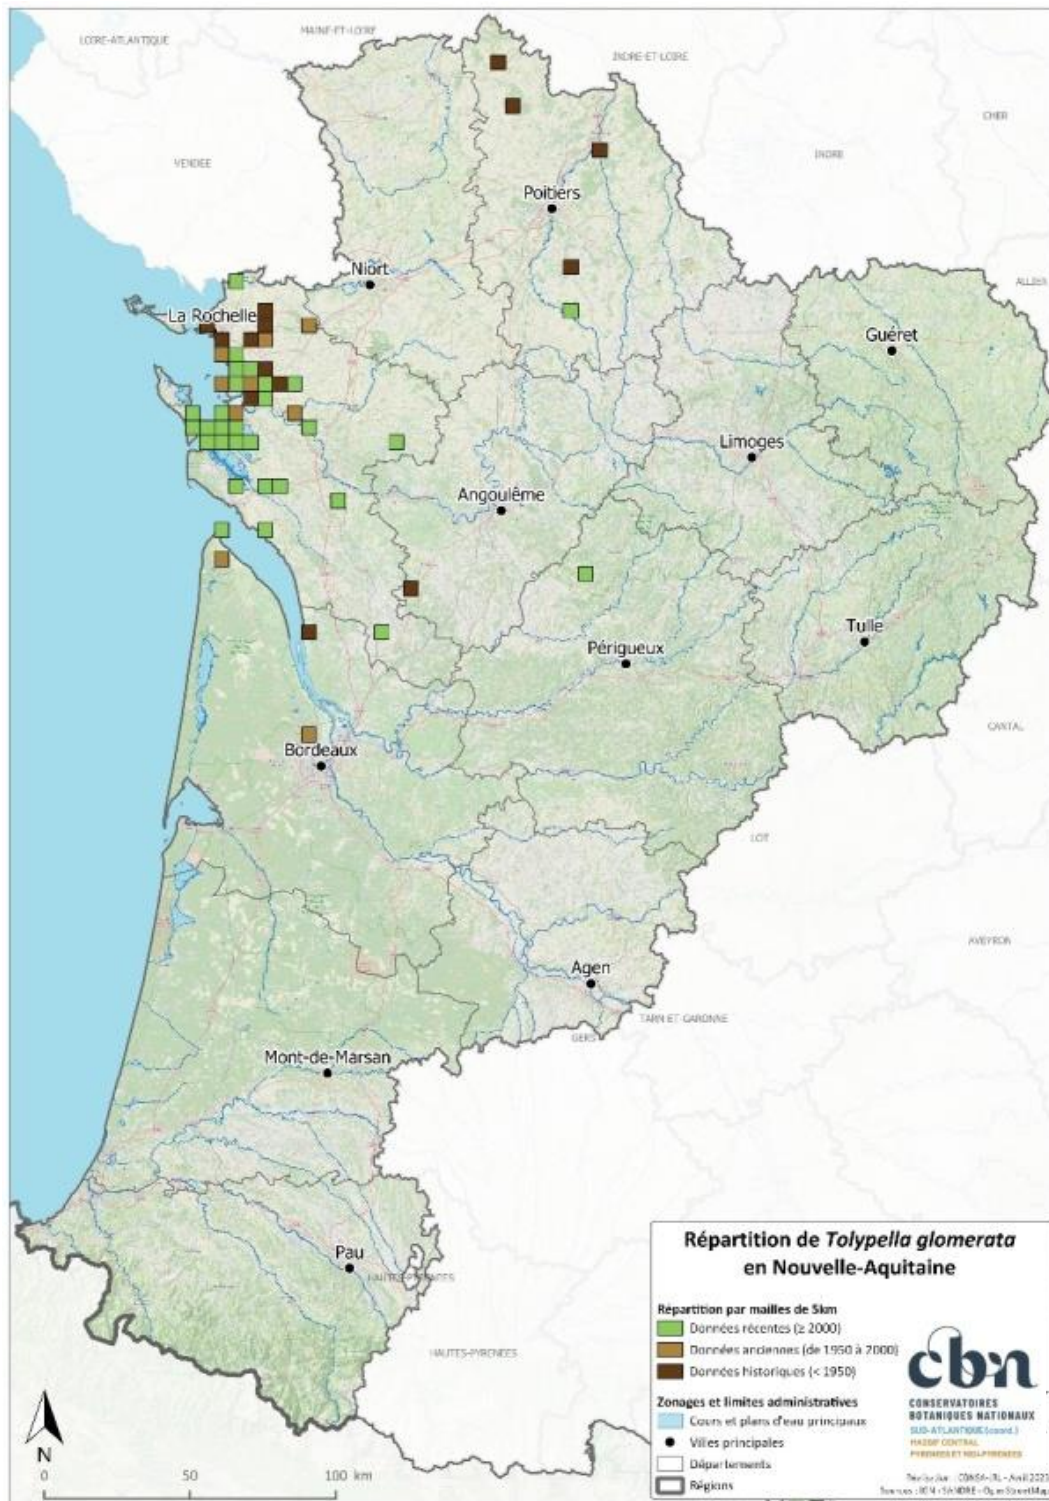 MAINE-ET-LOIRE
LOIRE-ATLANTIQUE
INDRE-ET-LOIRE
CHER
INDRE
VENDEE
Poitiers
Niort
ALLIER
La Rochelle
Guéret
Limoges
Angoulême
Tulle
Périgueux
CANTAL
Bordeaux
LOT
AVEYRON
Agen
TARN-ET-GARONNE
GERS
Mont-de-Marsan
Pau
HAUTES-PYRENEES
HAUTES-PYRENEES
Répartition de Tolypella glomerata
en Nouvelle-Aquitaine
Répartition par mailles de 5km
Données récentes (≥ 2000)
Données anciennes (de 1950 à 2000)
Données historiques (< 1950)
Zonages et limites administratives
Cours et plans d'eau principaux
Villes principales
Départements
Régions
cbn
CONSERVATOIRES
BOTANIQUES NATIONAUX
SUD-ATLANTIQUE (coord.)
MASSIF CENTRAL
PYRENEES ET MIDI-PYRENEES
N
0 50 100 km